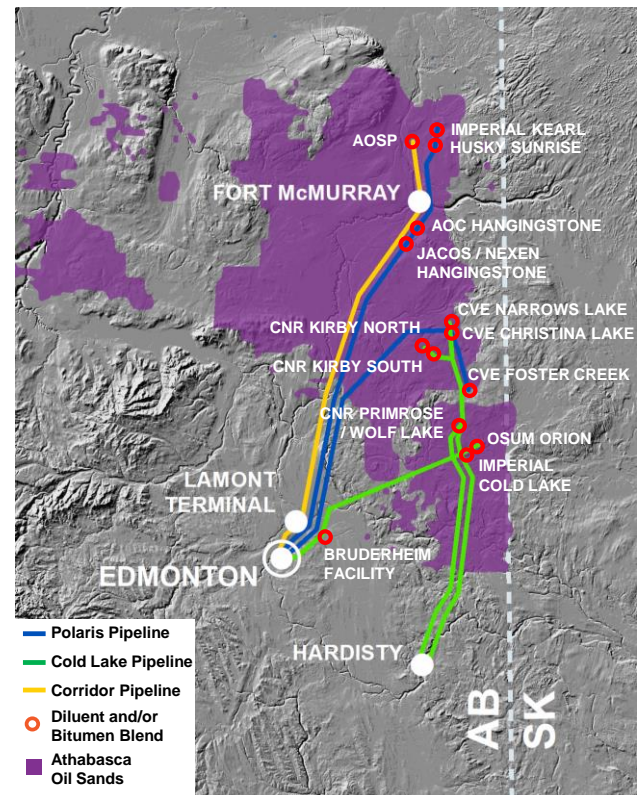 AOSP
IMPERIAL KEARL
HUSKY SUNRISE
FORT McMURRAY
AOC HANGINGSTONE
JACOS / NEXEN
HANGINGSTONE
CVE NARROWS LAKE
CNR KIRBY NORTH
CVE CHRISTINA LAKE
CNR KIRBY SOUTH
CVE FOSTER CREEK
CNR PRIMROSE
/ WOLF LAKE
OSUM ORION
IMPERIAL
COLD LAKE
LAMONT
TERMINAL
EDMONTON
BRUDERHEIM
FACILITY
HARDISTY
AB
SK
Polaris Pipeline
Cold Lake Pipeline
Corridor Pipeline
Diluent and/or
Bitumen Blend
Athabasca
Oil Sands